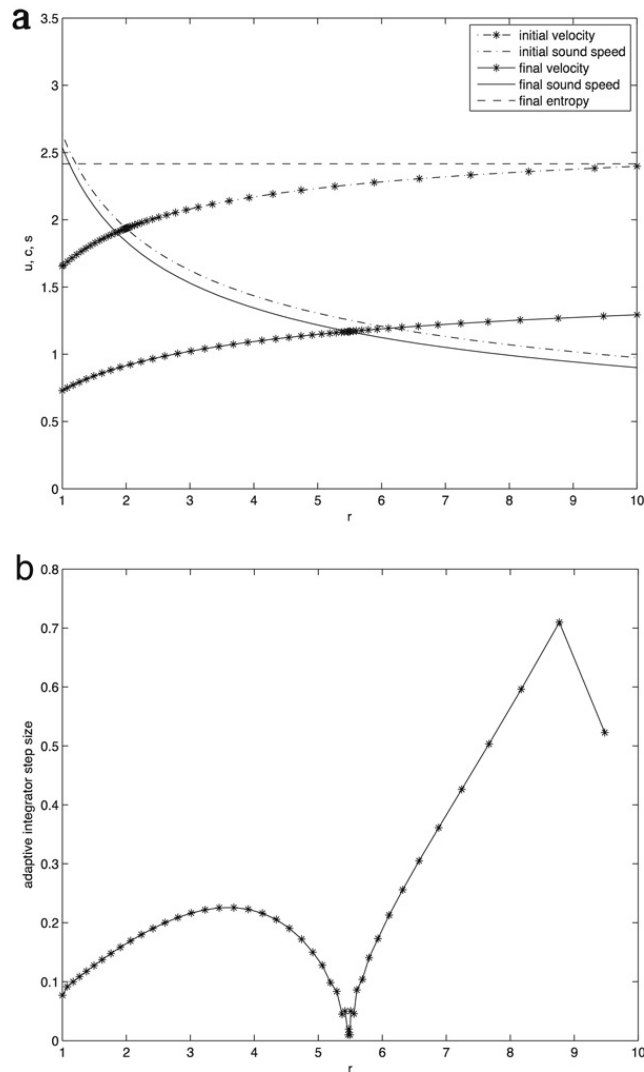 a
3.5
3
2.5
2
1.5
1
0.5
0
u, c, s
initial velocity
initial sound speed
final velocity
final sound speed
final entropy
1 2 3 4 5 6 7 8 9 10
r
b
0.8
0.7
0.6
0.5
0.4
0.3
0.2
0.1
0
adaptive integrator step size
1 2 3 4 5 6 7 8 9 10
r